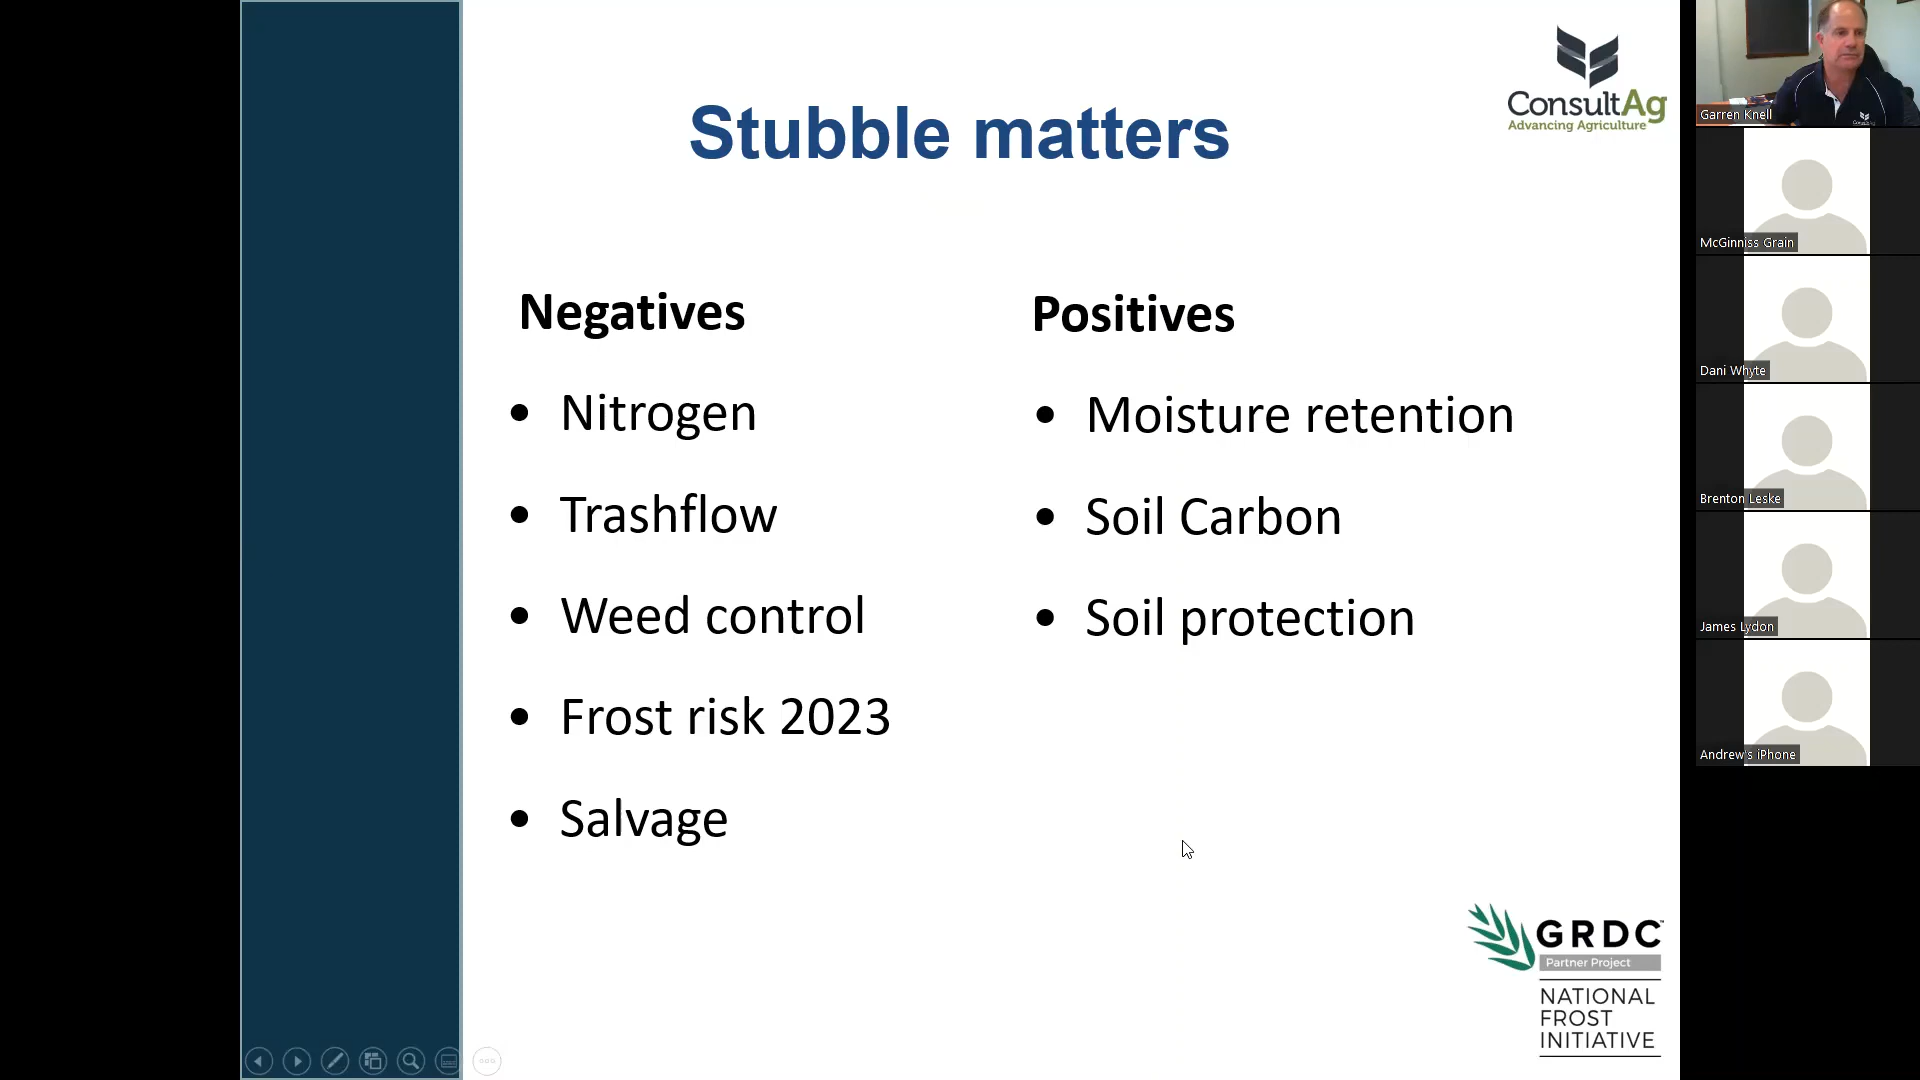 Stubble matters
ConsultAg
Advancing Agriculture
Negatives
• Nitrogen
• Trashflow
• Weed control
• Frost risk 2023
• Salvage
Positives
• Moisture retention
• Soil Carbon
• Soil protection
GRDC™
Partner Project
NATIONAL
FROST
INITIATIVE
Garren Knell
McGinniss Grain
Dani Whyte
Brenton Leske
James Lydon
Andrew's iPhone